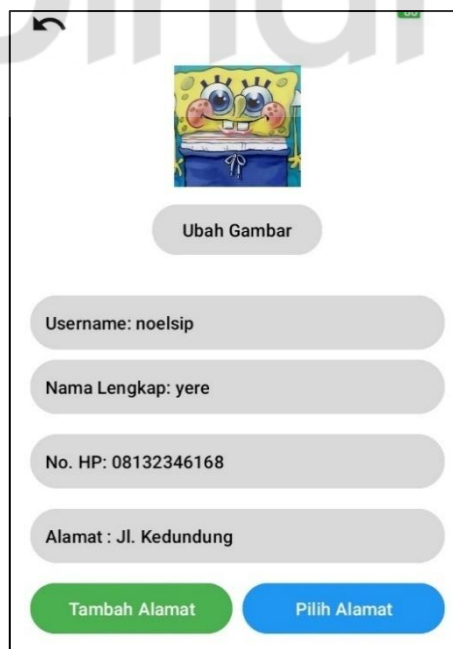 Ubah Gambar
Username: noelsip
Nama Lengkap: yere
No. HP: 08132346168
Alamat : Jl. Kedundung
Tambah Alamat
Pilih Alamat